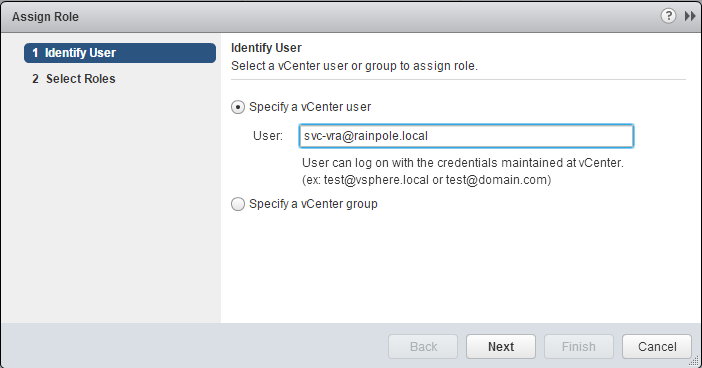 Assign Role
?
1 Identify User
2 Select Roles
Identify User
Select a vCenter user or group to assign role.
Specify a vCenter user
User: svc-vra@rainpole.local
User can log on with the credentials maintained at vCenter.
(ex: test@vsphere.local or test@domain.com)
Specify a vCenter group
Back Next Finish Cancel